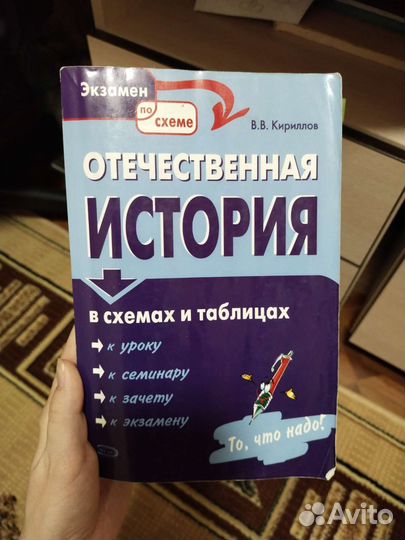 Экзамен
по
схеме
В.В. Кириллов
ОТЕЧЕСТВЕННАЯ
ИСТОРИЯ
в схемах и таблицах
к уроку
к семинару
к зачету
к экзамену
То, что надо!
Avito